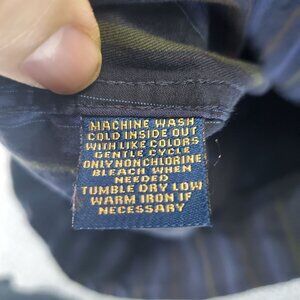 MACHINE WASH
COLD INSIDE OUT
WITH LIKE COLORS
GENTLE CYCLE
ONLY NONCHLORINE
BLEACH WHEN
NEEDED
TUMBLE DRY LOW
WARM IRON IF
NECESSARY